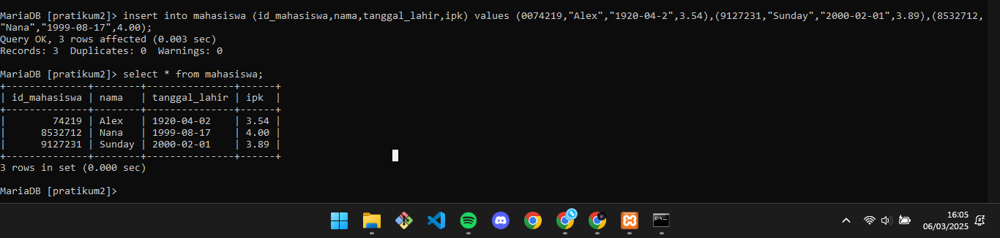 MariaDB [pratikum2]> insert into mahasiswa (id_mahasiswa,nama,tanggal_lahir,ipk) values (0074219,"Alex","1920-04-2",3.54),(9127231,"Sunday","2000-02-01",3.89),(8532712,
"Nana","1999-08-17",4.00);
Query OK, 3 rows affected (0.003 sec)
Records: 3  Duplicates: 0  Warnings: 0
MariaDB [pratikum2]> select * from mahasiswa;
+--------------+--------+---------------+------+
| id_mahasiswa | nama   | tanggal_lahir | ipk  |
+--------------+--------+---------------+------+
|        74219 | Alex   | 1920-04-02    | 3.54 |
|      8532712 | Nana   | 1999-08-17    | 4.00 |
|      9127231 | Sunday | 2000-02-01    | 3.89 |
+--------------+--------+---------------+------+
3 rows in set (0.000 sec)
MariaDB [pratikum2]>
16:05
06/03/2025